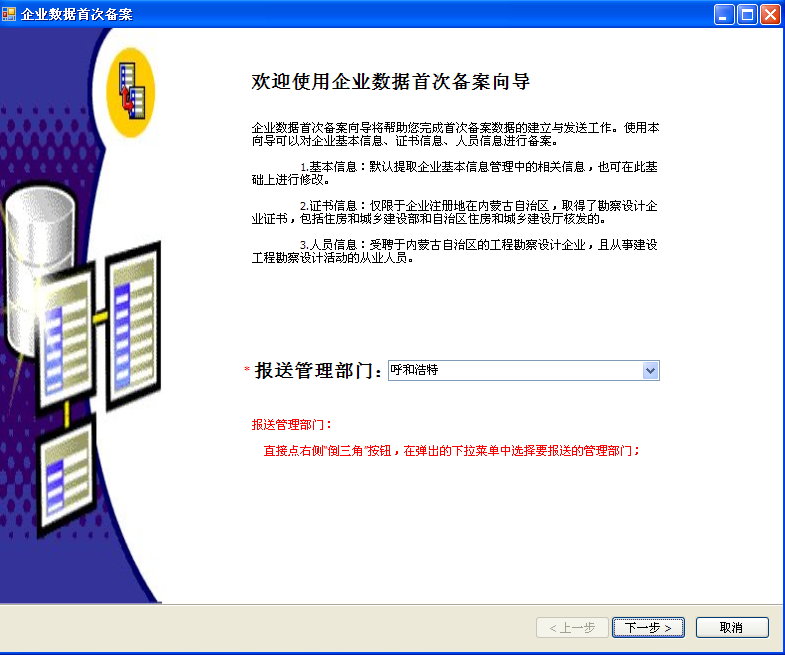 企业数据首次备案
欢迎使用企业数据首次备案向导
企业数据首次备案向导将帮助您完成首次备案数据的建立与发送工作。使用本
向导可以对企业基本信息、证书信息、人员信息进行备案。
1.基本信息：默认提取企业基本信息管理中的相关信息，也可在此基
础上进行修改。
2.证书信息：仅限于企业注册地在内蒙古自治区，取得了勘察设计企
业证书，包括住房和城乡建设部和自治区住房和城乡建设厅核发的。
3.人员信息：受聘于内蒙古自治区的工程勘察设计企业，且从事建设
工程勘察设计活动的从业人员。
* 报送管理部门： 呼和浩特
报送管理部门：
直接点右侧"倒三角"按钮，在弹出的下拉菜单中选择要报送的管理部门；
< 上一步 下一步 > 取消